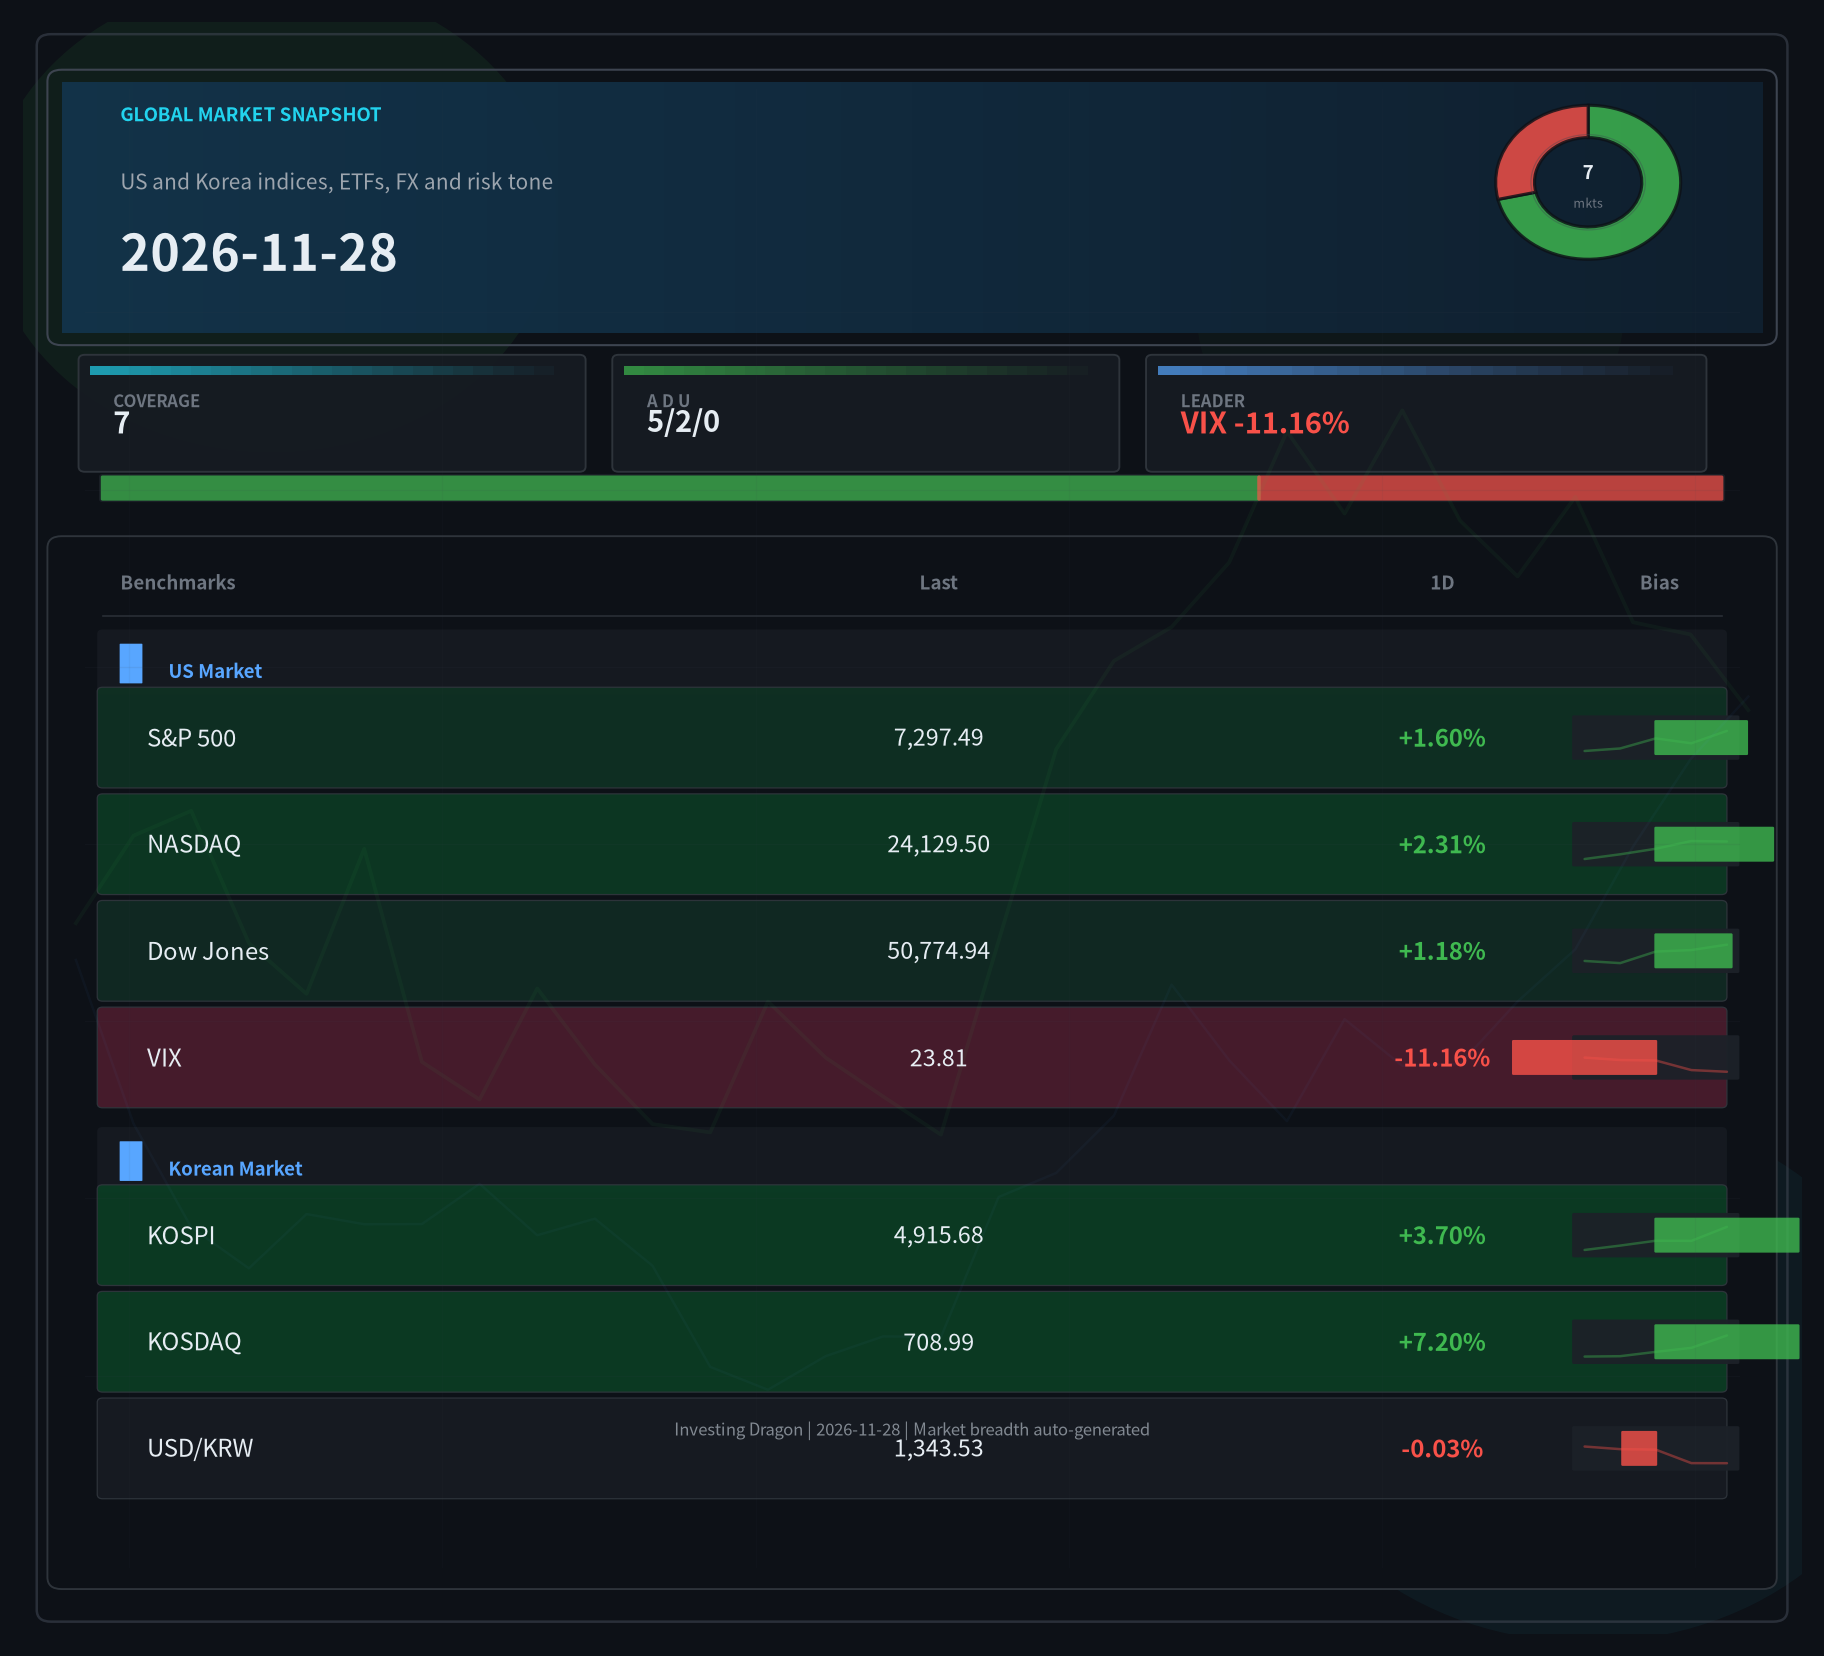 GLOBAL MARKET SNAPSHOT
US and Korea indices, ETFs, FX and risk tone
2026-11-28
7
mkts
COVERAGE
7
A D U
5/2/0
LEADER
VIX -11.16%
Benchmarks Last 1D Bias
US Market
S&P 500 7,297.49 +1.60%
NASDAQ 24,129.50 +2.31%
Dow Jones 50,774.94 +1.18%
VIX 23.81 -11.16%
Korean Market
KOSPI 4,915.68 +3.70%
KOSDAQ 708.99 +7.20%
Investing Dragon | 2026-11-28 | Market breadth auto-generated
USD/KRW 1,343.53 -0.03%